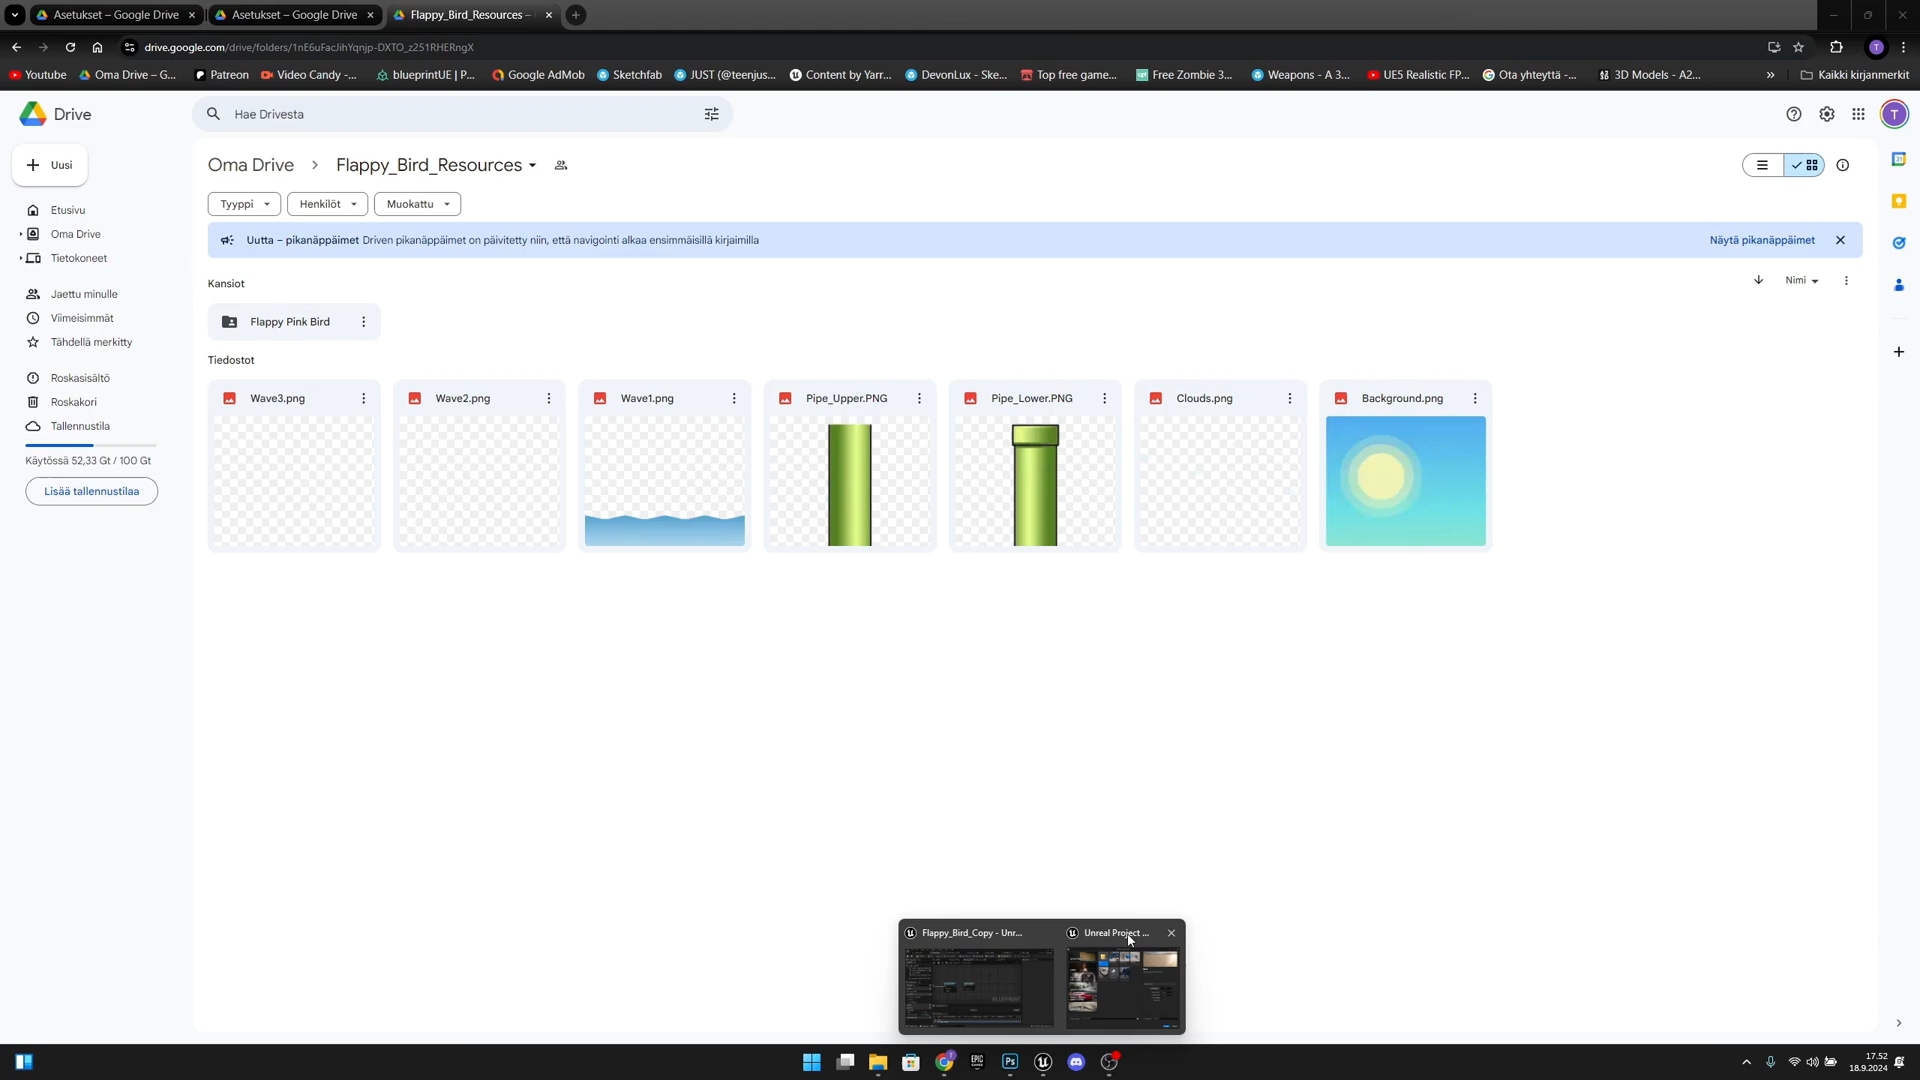 Asetukset – Google Drive
Asetukset – Google Drive
Flappy_Bird_Resources –
drive.google.com/drive/folders/1nE6uFacJihYqnjp-DXTO_z251RHERngX
T
Youtube
Oma Drive – G...
Patreon
Video Candy -...
blueprintUE | P...
Google AdMob
Sketchfab
JUST (@teenjus...
Content by Yarr...
DevonLux - Ske...
Top free game...
Free Zombie 3...
Weapons - A 3...
UE5 Realistic FP...
Ota yhteyttä -...
3D Models - A2...
»
Kaikki kirjanmerkit
Drive
Hae Drivesta
T
Uusi
Oma Drive
Flappy_Bird_Resources
Tyyppi
Henkilöt
Muokattu
Etusivu
Oma Drive
Tietokoneet
Jaettu minulle
Viimeisimmät
Tähdellä merkitty
Roskasisältö
Roskakori
Tallennustila
Käytössä 52,33 Gt / 100 Gt
Lisää tallennustilaa
Uutta – pikanäppäimet Driven pikanäppäimet on päivitetty niin, että navigointi alkaa ensimmäisillä kirjaimilla
Näytä pikanäppäimet
Kansiot
Nimi
Flappy Pink Bird
Tiedostot
Wave3.png
Wave2.png
Wave1.png
Pipe_Upper.PNG
Pipe_Lower.PNG
Clouds.png
Background.png
Flappy_Bird_Copy - Unr...
Unreal Project ...
BLUEPRINT
EPIC
Ps
17.52
18.9.2024